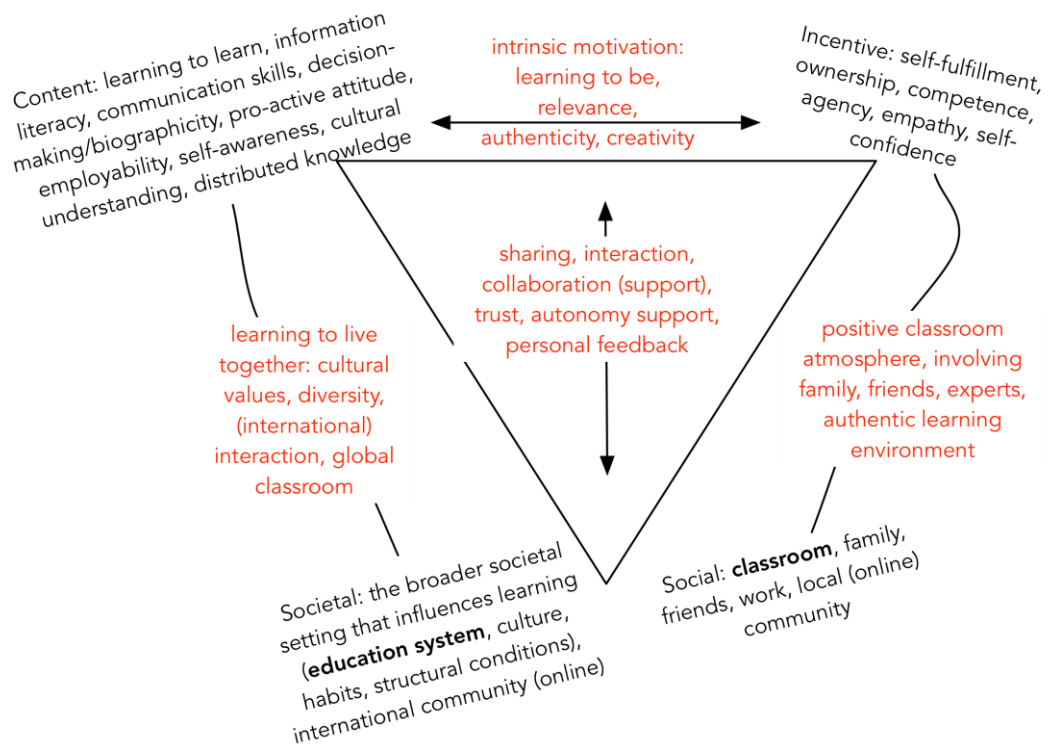 Content: learning to learn, information
literacy, communication skills, decision-
making/biographicity, pro-active attitude,
employability, self-awareness, cultural
understanding, distributed knowledge
intrinsic motivation:
learning to be,
relevance,
authenticity, creativity
Incentive: self-fulfillment,
ownership, competence,
agency, empathy, self-
confidence
sharing, interaction,
collaboration (support),
trust, autonomy support,
personal feedback
learning to live
together: cultural
values, diversity,
(international)
interaction, global
classroom
positive classroom
atmosphere, involving
family, friends, experts,
authentic learning
environment
Societal: the broader societal
setting that influences learning
(education system, culture,
habits, structural conditions),
international community (online)
Social: classroom, family,
friends, work, local (online)
community